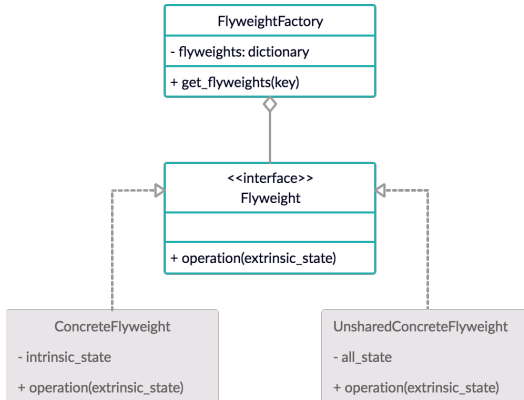 FlyweightFactory
- flyweights: dictionary
+ get_flyweights(key)
<<interface>>
Flyweight
+ operation(extrinsic_state)
ConcreteFlyweight
- intrinsic_state
+ operation(extrinsic_state)
UnsharedConcreteFlyweight
- all_state
+ operation(extrinsic_state)